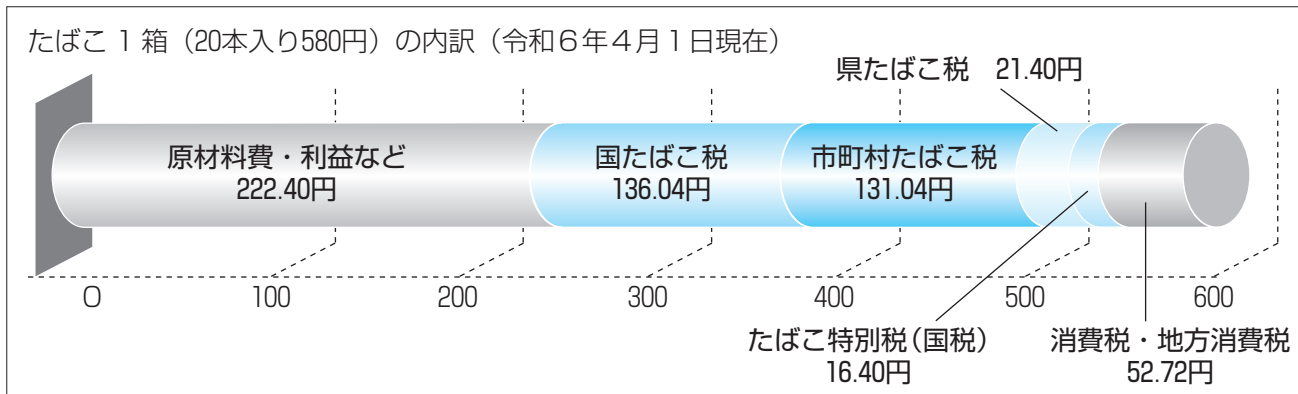 たばこ 1 箱（20本入り580円）の内訳（令和６年４月１日現在）
県たばこ税　21.40円
原材料費・利益など
222.40円
国たばこ税
136.04円
市町村たばこ税
131.04円
0 100 200 300 400 500 600
たばこ特別税（国税）
16.40円
消費税・地方消費税
52.72円